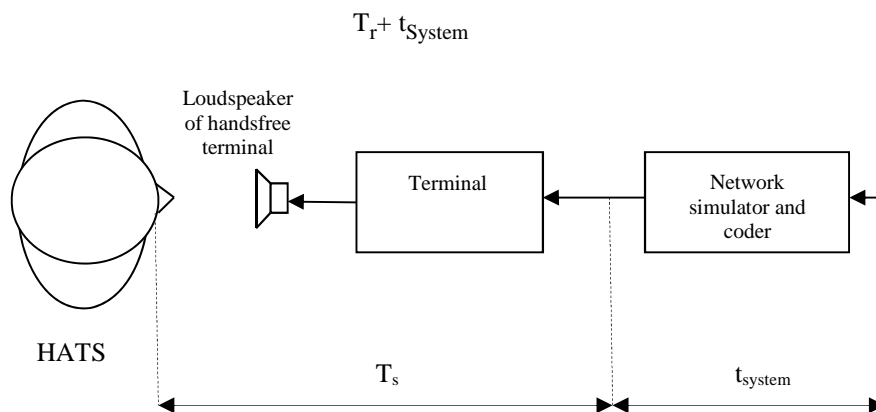 Tr+ tSystem
Loudspeaker
of handsfree
terminal
Terminal
Network
simulator and
coder
HATS
Ts
tsystem